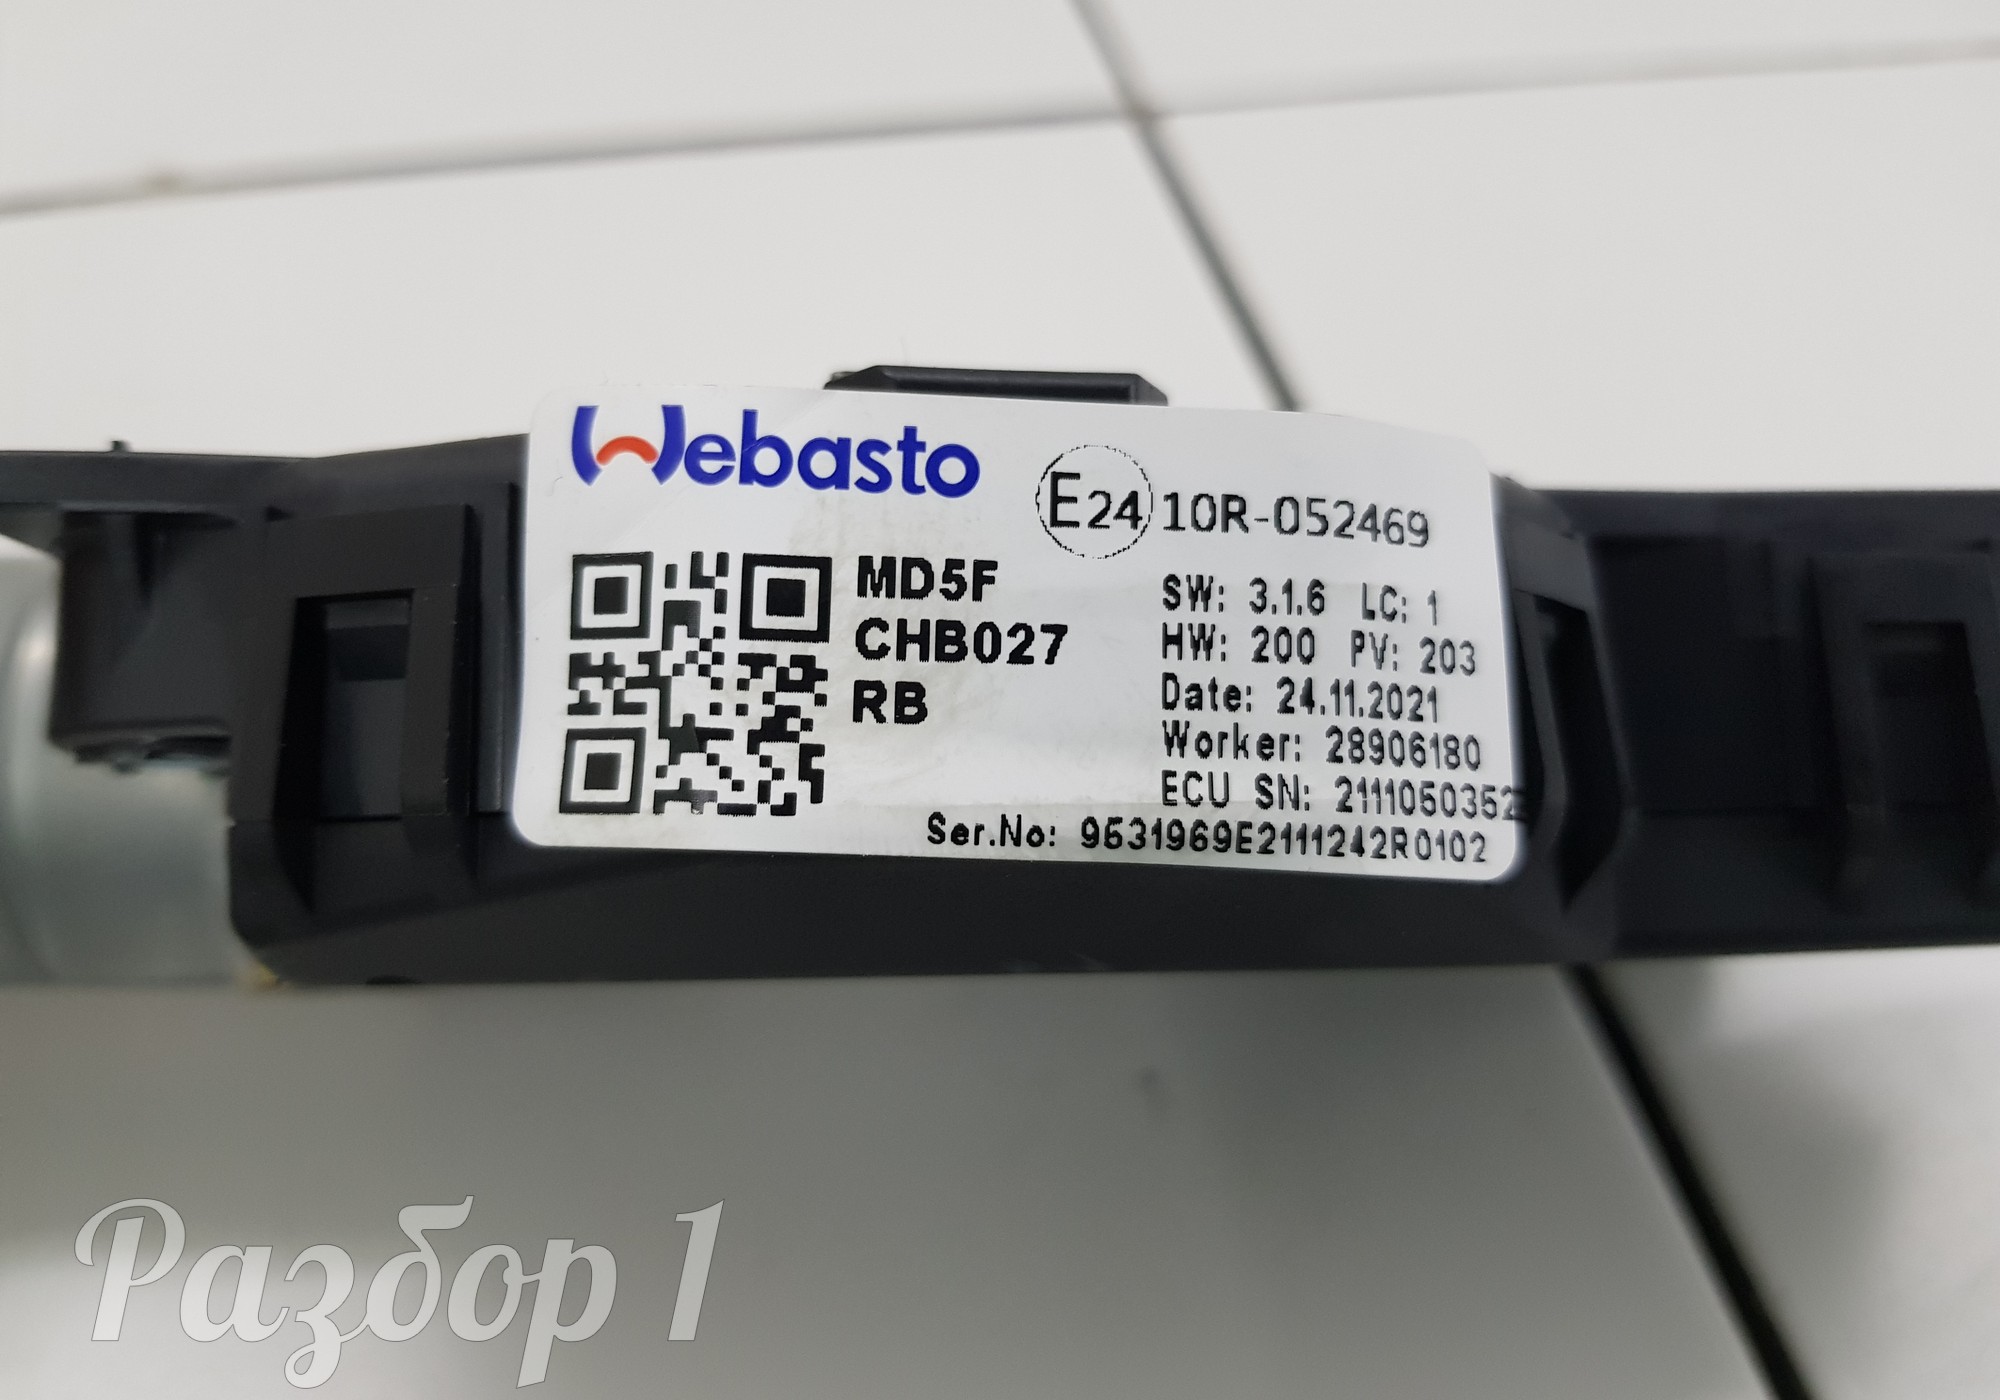 Webasto
E24 10R-052469
MD5F
CHB027
RB
SW: 3.1.6 LC: 1
HW: 200 PV: 203
Date: 24.11.2021
Worker: 28906180
ECU SN: 2111050352
Ser.No: 9631969E2111242R0102
Разбор 1